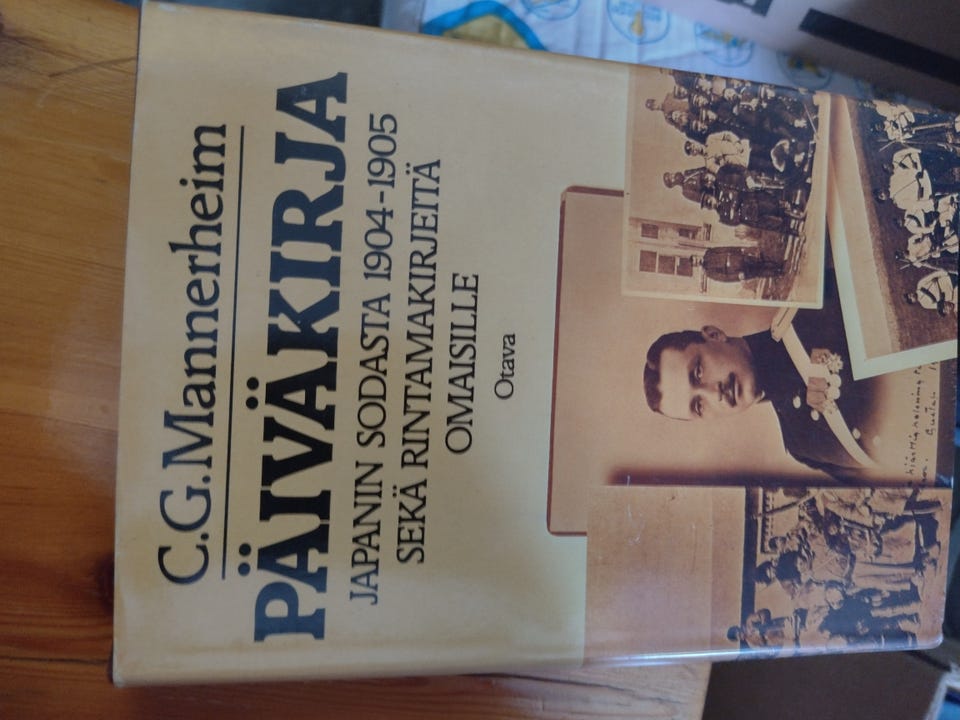 C.G.Mannerheim
PÄIVÄKIRJA
JAPANIN SODASTA 1904-1905
SEKÄ RINTAMAKIRJEITÄ
OMAISILLE
Otava